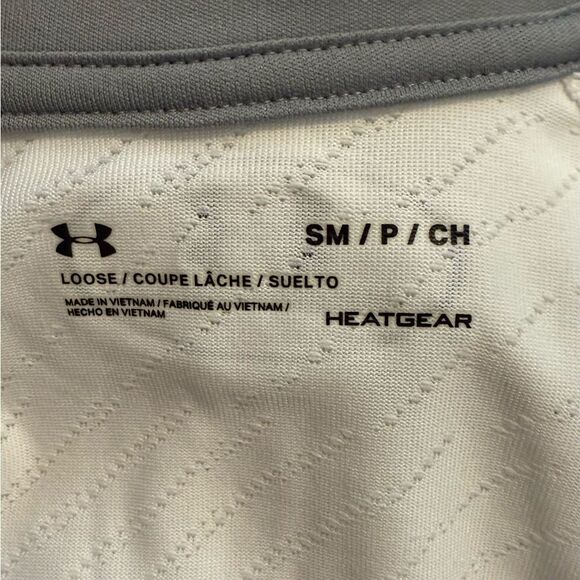 SM / P / CH
LOOSE / COUPE LÂCHE / SUELTO
MADE IN VIETNAM / FABRIQUÉ AU VIETNAM /
HECHO EN VIETNAM
HEATGEAR